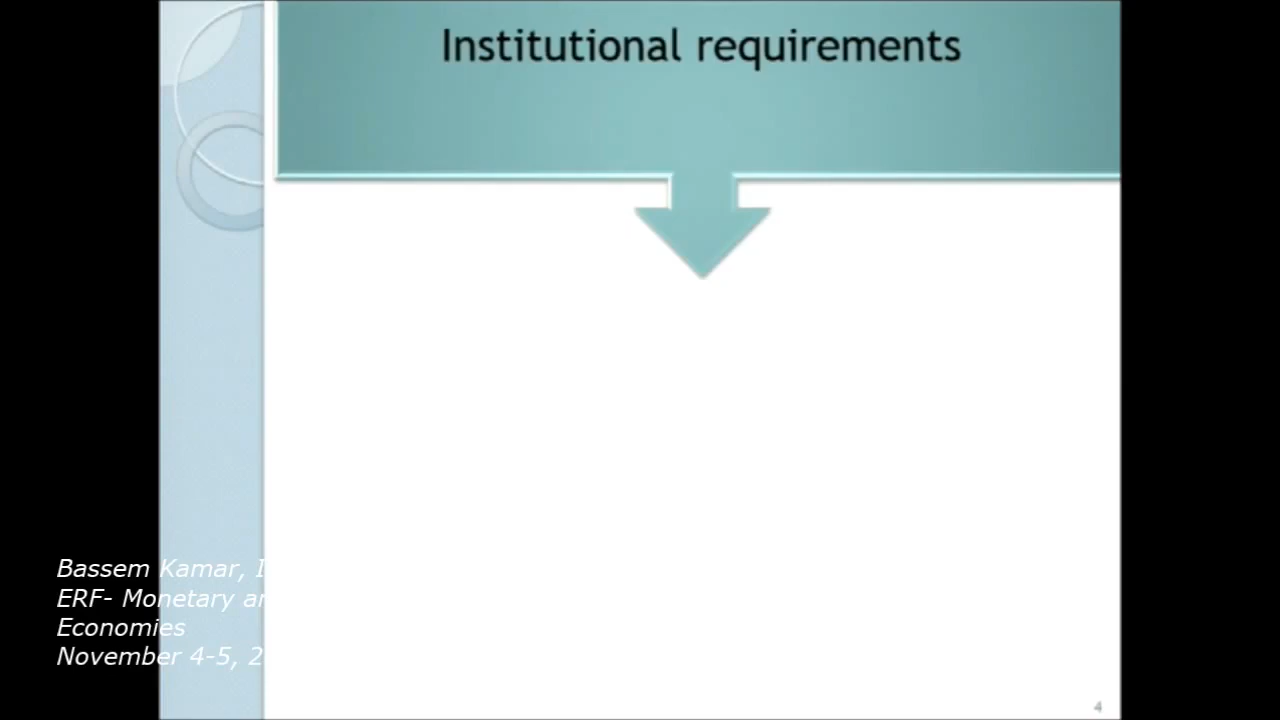 Institutional requirements
Bassem Kamar,
ERF- Monetary
Economies
November 4-5,
4